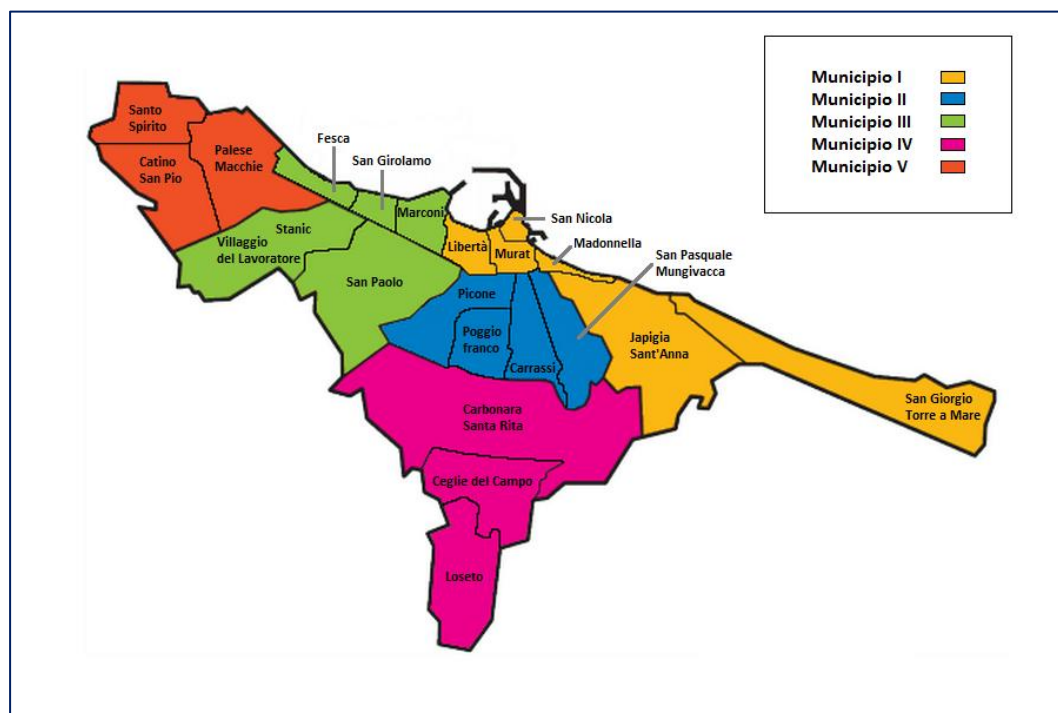 Municipio I
Municipio II
Municipio III
Municipio IV
Municipio V
Santo
Spirito
Catino
San Pio
Palese
Macchie
Fesca
San Girolamo
Marconi
Stanic
Villaggio
del Lavoratore
San Paolo
San Nicola
Madonnella
Libertà
Murat
San Pasquale
Mungivacca
Picone
Poggio
franco
Carrassi
Japigia
Sant'Anna
San Giorgio
Torre a Mare
Carbonara
Santa Rita
Ceglie del Campo
Loseto